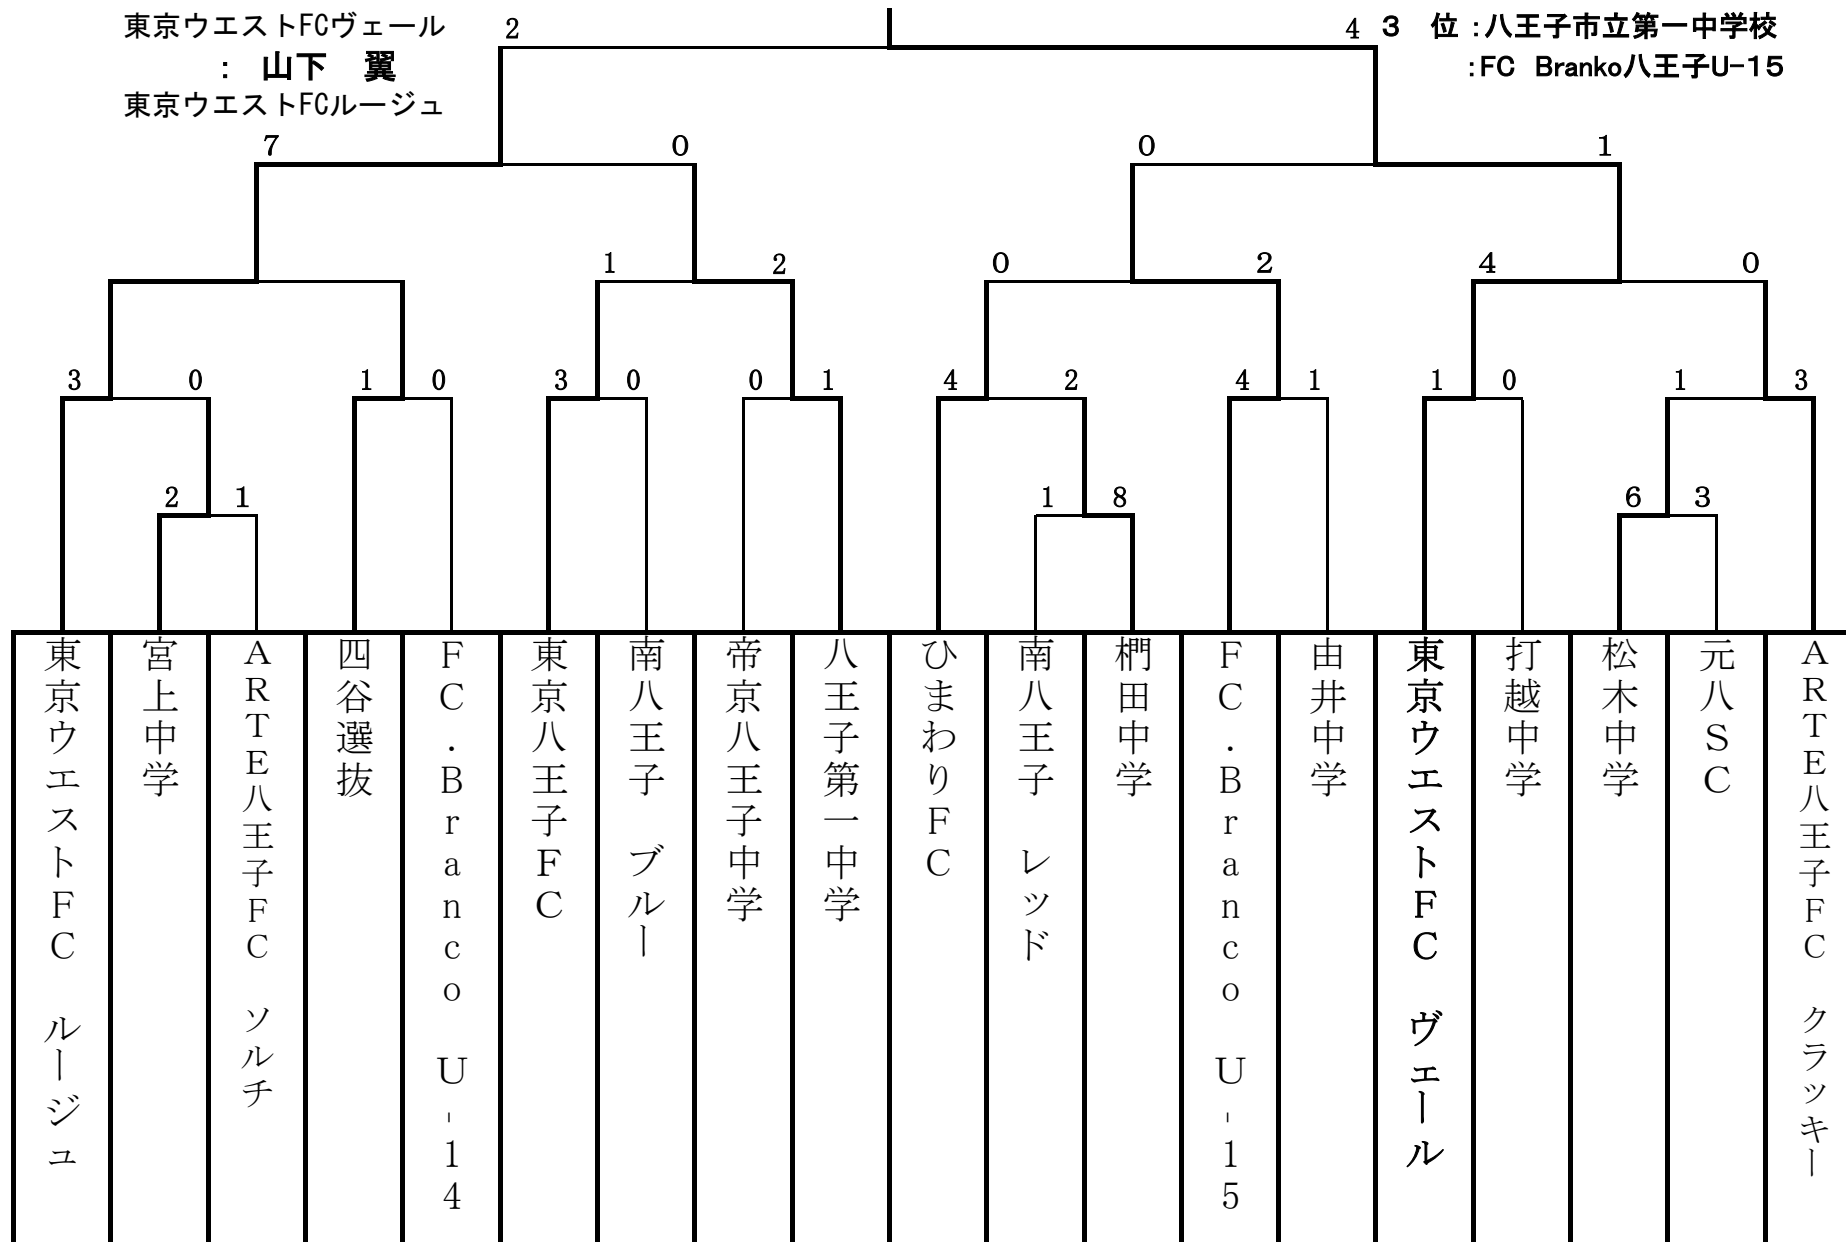 東京ウエストFCヴェール
: 山下 翼
東京ウエストFCルージュ
3 位:八王子市立第一中学校
:FC Branko八王子U-15
2 4
7 0 0 1
1 2 0 2 4 0
3 0 1 0 3 0 0 1 4 2 4 1 1 0 1 3
2 1 1 8 6 3
東京ウエストFC ルージュ
宮上中学
ARTE八王子FC ソルチ
四谷選抜
FC.Branco U-14
東京八王子FC
南八王子 ブルー
帝京八王子中学
八王子第一中学
ひまわりFC
南八王子 レッド
椚田中学
FC.Branco U-15
由井中学
東京ウエストFC ヴェール
打越中学
松木中学
元八SC
ARTE八王子FC クラッキー